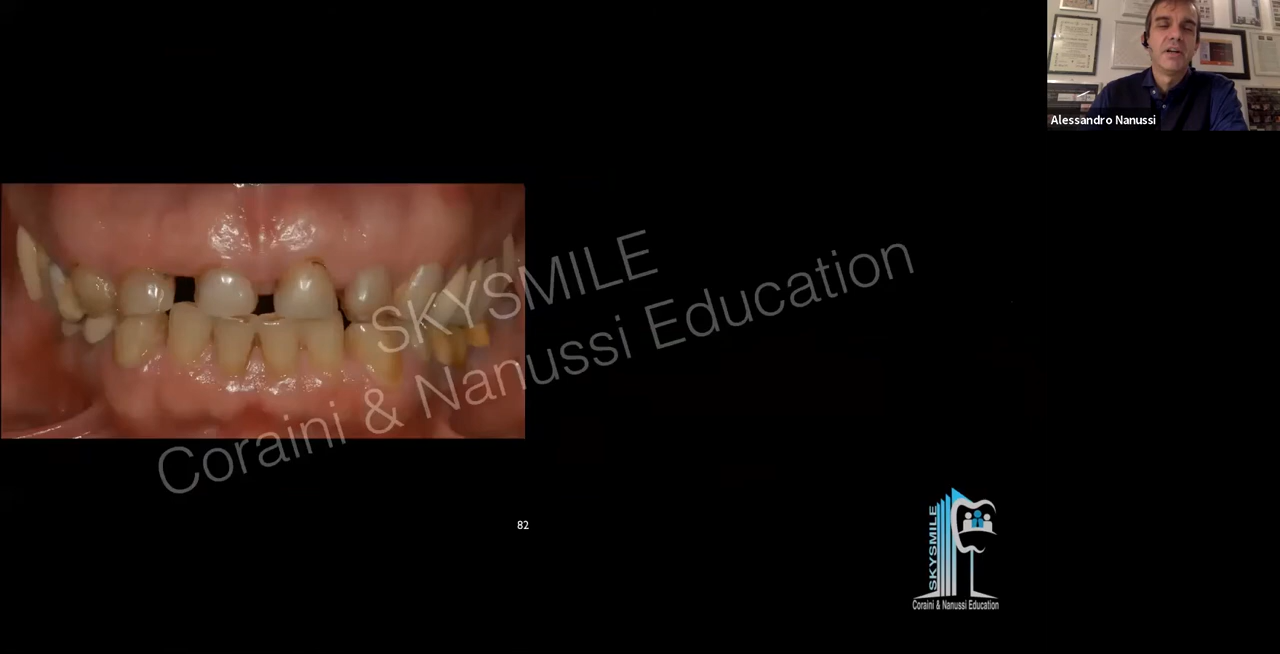 Alessandro Nanussi
SKYSMILE
Coraini & Nanussi Education
82
SKYSMILE
Coraini & Nanussi Education